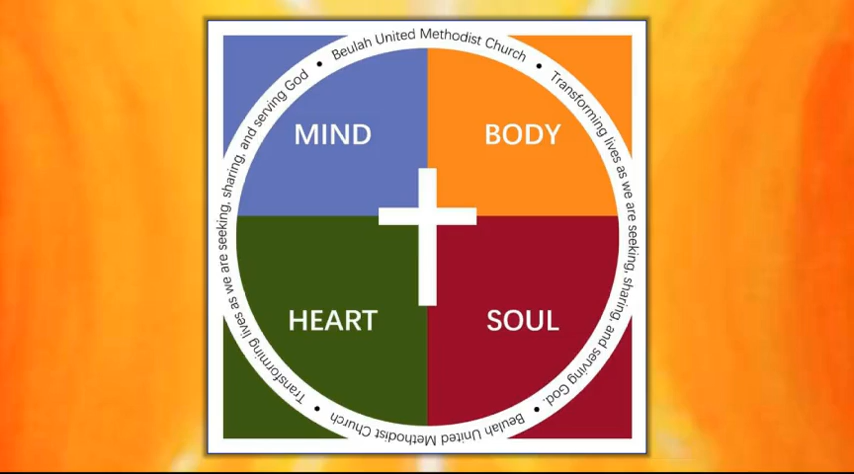 Beulah United Methodist Church
Transforming lives as we are seeking, sharing, and serving God.
Beulah United Methodist Church
Transforming lives as we are seeking, sharing, and serving God
MIND
BODY
HEART
SOUL